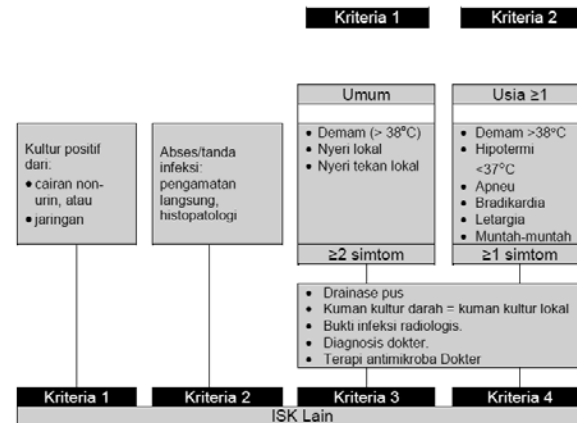 Kriteria 1
Kriteria 2
Kultur positif
dari:
• cairan non-
urin, atau
• jaringan
Abses/tanda
infeksi:
pengamatan
langsung,
histopatologi
Umum
• Demam (> 38°C)
• Nyeri lokal
• Nyeri tekan lokal
≥2 simtom
Usia ≥1
• Demam >38°C
• Hipotermi
<37°C
• Apneu
• Bradikardia
• Letargia
• Muntah-muntah
≥1 simtom
• Drainase pus
• Kuman kultur darah = kuman kultur lokal
• Bukti infeksi radiologis.
• Diagnosis dokter.
• Terapi antimikroba Dokter
Kriteria 1
Kriteria 2
Kriteria 3
Kriteria 4
ISK Lain